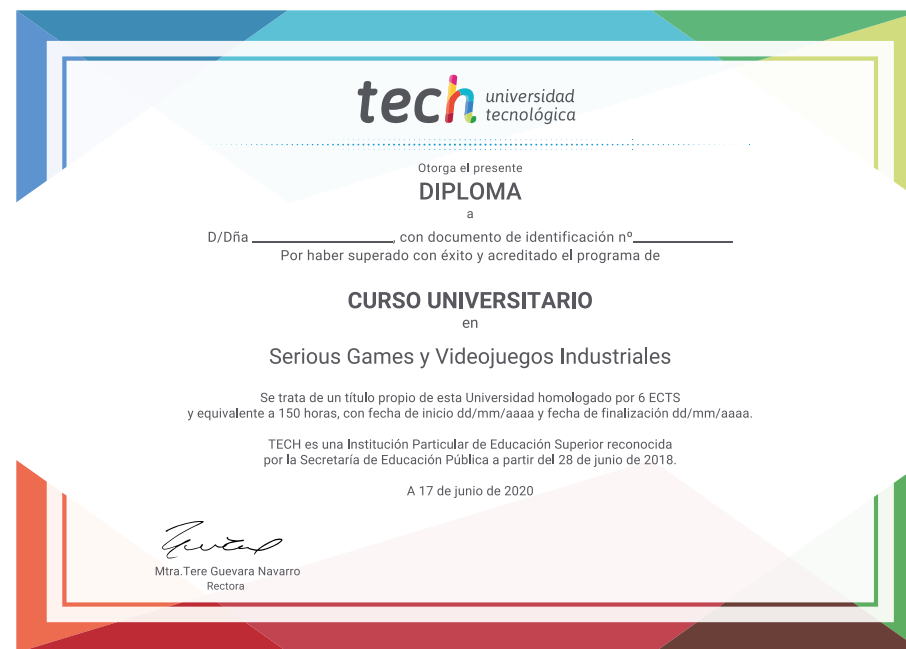 tech universidad
tecnológica
Otorga el presente
DIPLOMA
a
D/Dña ____________________, con documento de identificación nº______________
Por haber superado con éxito y acreditado el programa de
CURSO UNIVERSITARIO
en
Serious Games y Videojuegos Industriales
Se trata de un título propio de esta Universidad homologado por 6 ECTS
y equivalente a 150 horas, con fecha de inicio dd/mm/aaaa y fecha de finalización dd/mm/aaaa.
TECH es una Institución Particular de Educación Superior reconocida
por la Secretaría de Educación Pública a partir del 28 de junio de 2018.
A 17 de junio de 2020
Mtra.Tere Guevara Navarro
Rectora